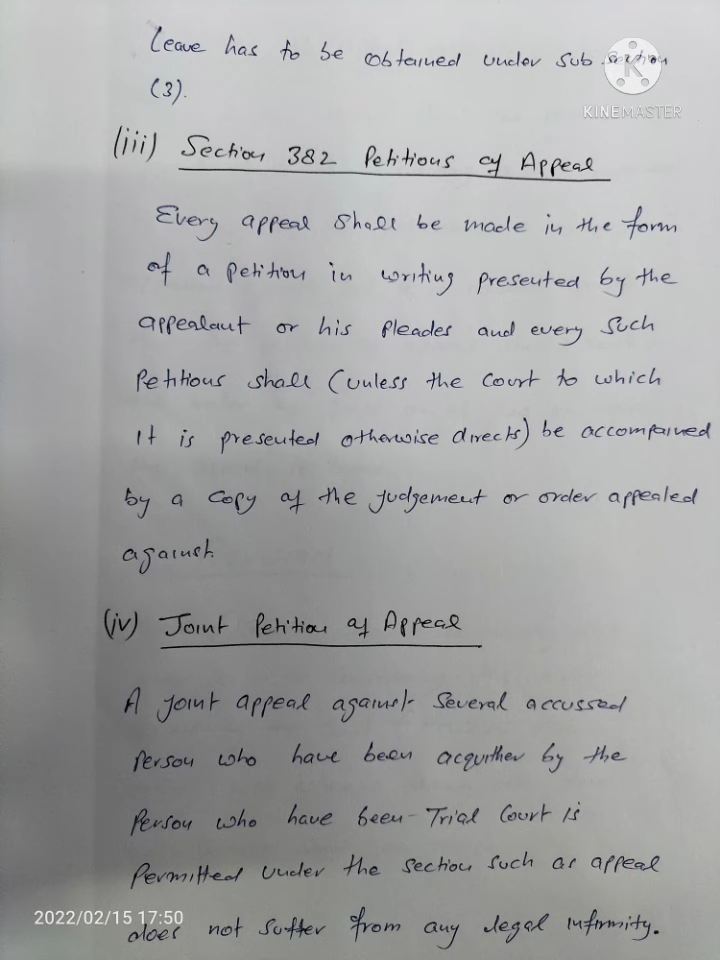 Leave has to be obtained under sub section
(3).
KINEMASTER
(iii) Section 382 Petitions of Appeal
Every appeal shall be made in the form
of a petition in writing presented by the
appealant or his Pleades and every such
Petitions shall (unless the court to which
It is presented otherwise directs) be accompained
by a copy of the judgement or order appealed
against.
(iv) Joint Petition of Appeal
A joint appeal against several accussed
Person who have been acquither by the
Person who have been - Trial Court is
Permitted under the section such as appeal
2022/02/15 17:50
does not suffer from any legal infirmity.